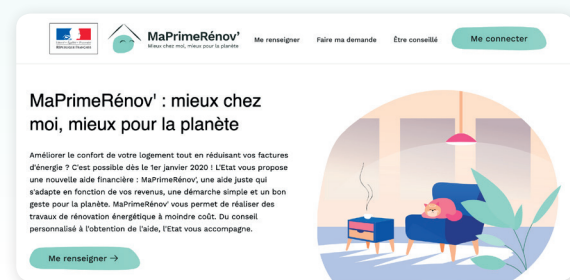 RÉPUBLIQUE FRANÇAISE
MaPrimeRénov'
Mieux chez moi, mieux pour la planète
Me renseigner
Faire ma demande
Être conseillé
Me connecter
MaPrimeRénov' : mieux chez
moi, mieux pour la planète
Améliorer le confort de votre logement tout en réduisant vos factures
d'énergie ? C'est possible dès le 1er janvier 2020 ! L'Etat vous propose
une nouvelle aide financière : MaPrimeRénov', une aide juste qui
s'adapte en fonction de vos revenus, une démarche simple et un bon
geste pour la planète. MaPrimeRénov' vous permet de réaliser des
travaux de rénovation énergétique à moindre coût. Du conseil
personnalisé à l'obtention de l'aide, l'Etat vous accompagne.
Me renseigner →